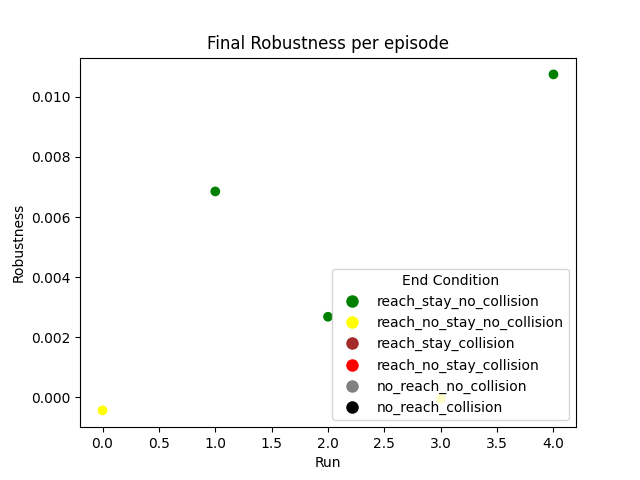 Final Robustness per episode
Robustness
0.010
0.008
0.006
0.004
0.002
0.000
End Condition
reach_stay_no_collision
reach_no_stay_no_collision
reach_stay_collision
reach_no_stay_collision
no_reach_no_collision
no_reach_collision
0.0 0.5 1.0 1.5 2.0 2.5 3.0 3.5 4.0
Run